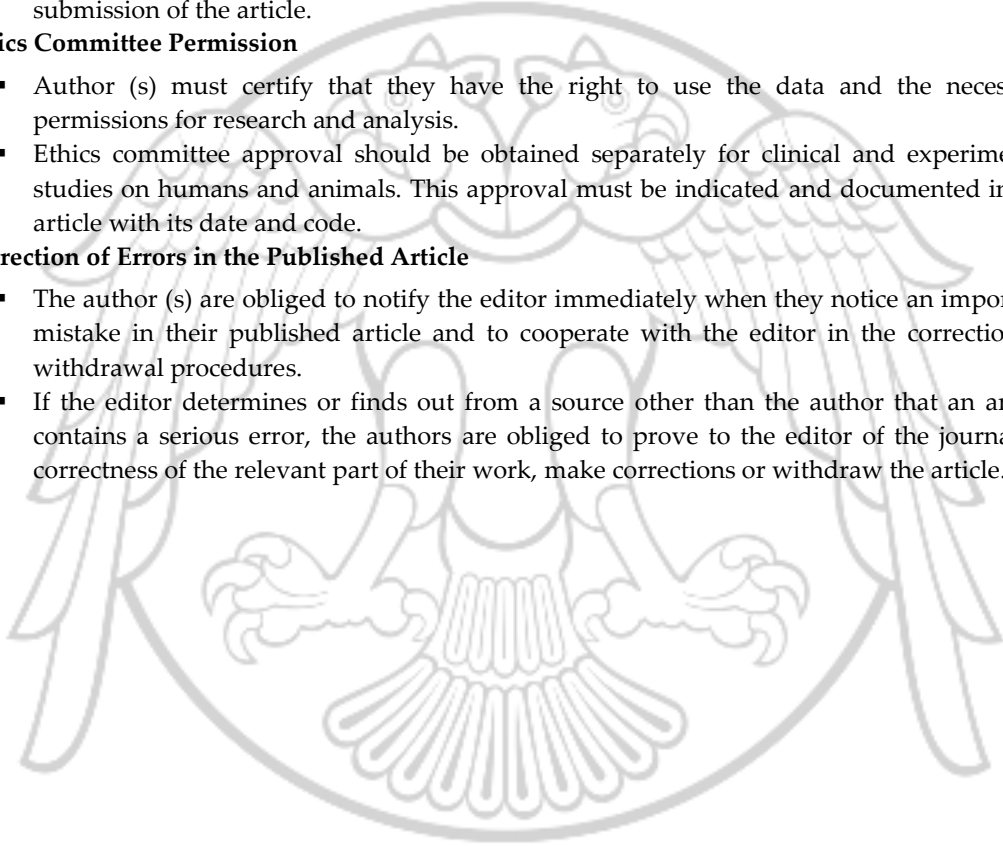 submission of the article.
ics Committee Permission
▪ Author (s) must certify that they have the right to use the data and the neces
permissions for research and analysis.
▪ Ethics committee approval should be obtained separately for clinical and experime
studies on humans and animals. This approval must be indicated and documented in
article with its date and code.
rection of Errors in the Published Article
▪ The author (s) are obliged to notify the editor immediately when they notice an impor
mistake in their published article and to cooperate with the editor in the correctio
withdrawal procedures.
▪ If the editor determines or finds out from a source other than the author that an ar
contains a serious error, the authors are obliged to prove to the editor of the journa
correctness of the relevant part of their work, make corrections or withdraw the article.